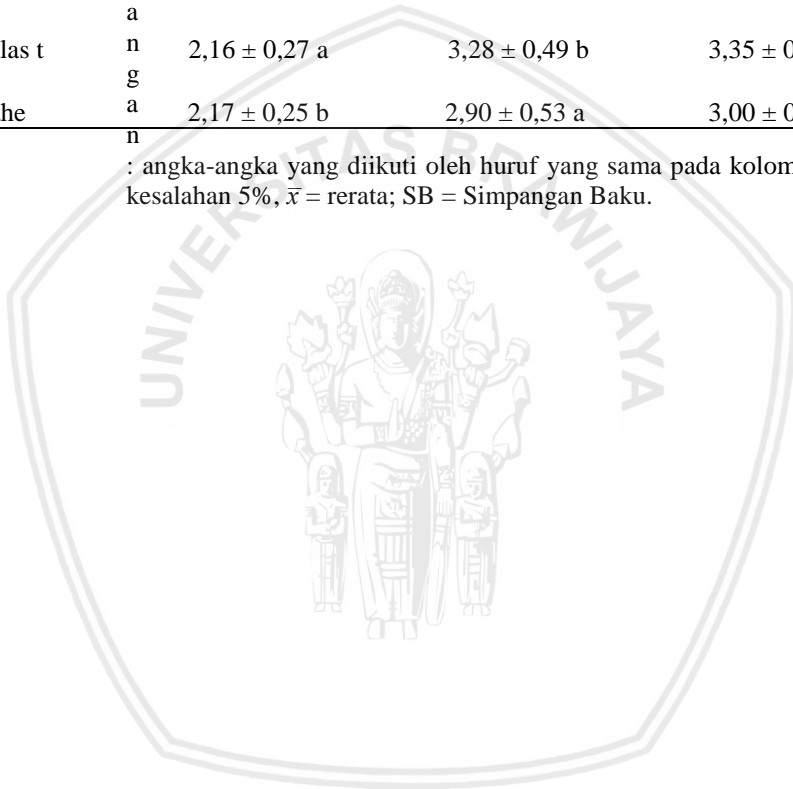 a
las t n 2,16 ± 0,27 a 3,28 ± 0,49 b 3,35 ± 0
g
he a 2,17 ± 0,25 b 2,90 ± 0,53 a 3,00 ± 0
n
: angka-angka yang diikuti oleh huruf yang sama pada kolom
kesalahan 5%, x̅ = rerata; SB = Simpangan Baku.
UNIVERSITAS BRAWIJAYA